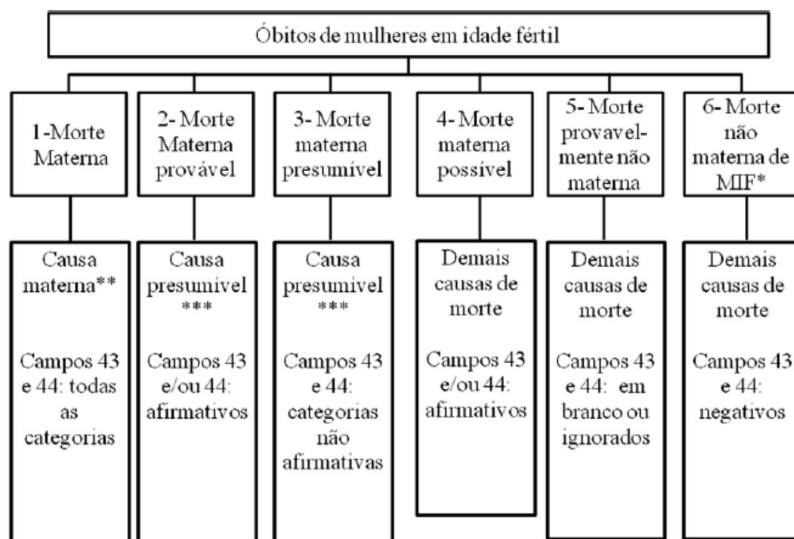 Óbitos de mulheres em idade fértil
1-Morte
Materna
2- Morte
Materna
provável
3- Morte
materna
presumível
4- Morte
materna
possível
5- Morte
provavel-
mente não
materna
6- Morte
não
materna de
MIF*
Causa
materna**
Campos 43
e 44: todas
as
categorias
Causa
presumível
***
Campos 43
e/ou 44:
afirmativos
Causa
presumível
***
Campos 43
e 44:
categorias
não
afirmativas
Demais
causas de
morte
Campos 43
e/ou 44:
afirmativos
Demais
causas de
morte
Campos 43
e 44: em
branco ou
ignorados
Demais
causas de
morte
Campos 43
e 44:
negativos